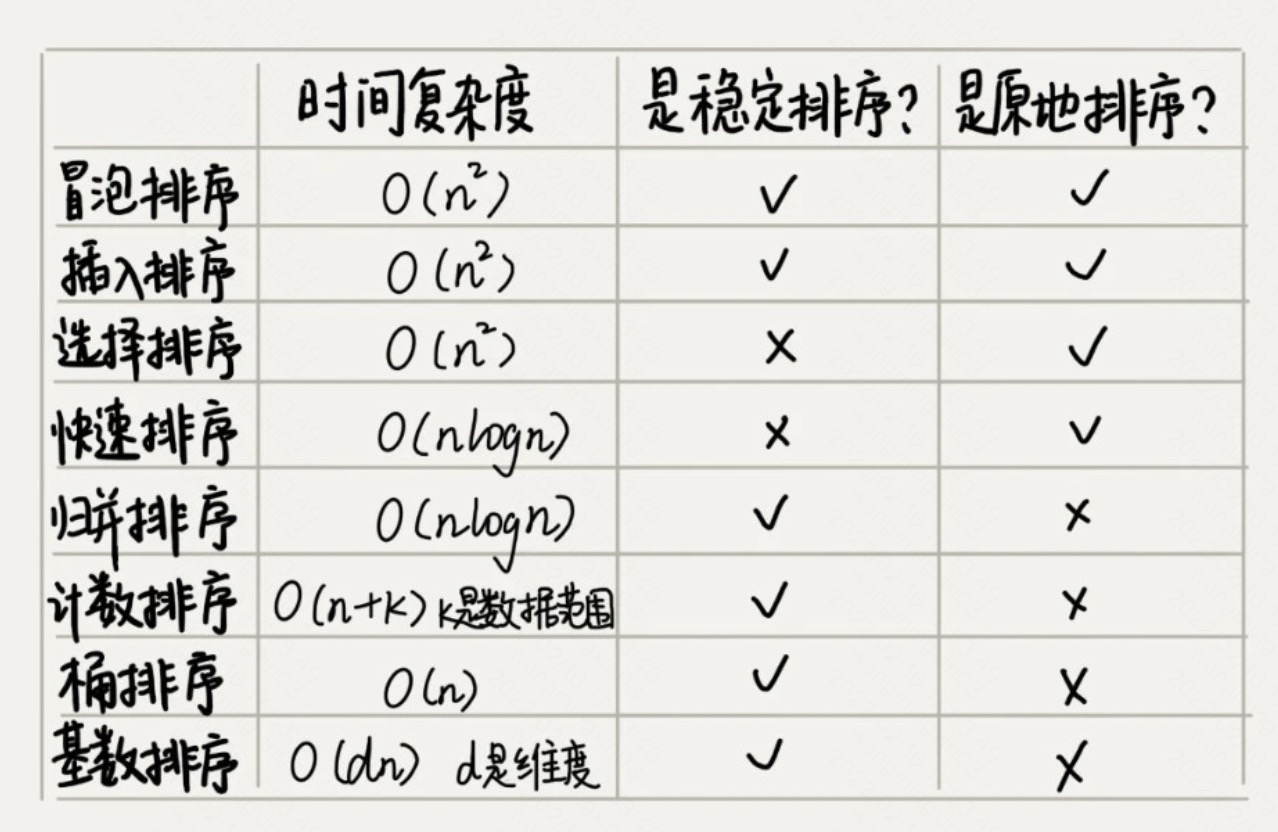 时间复杂度 是稳定排序? 是原地排序?
冒泡排序 O(n²) ✓ ✓
插入排序 O(n²) ✓ ✓
选择排序 O(n²) × ✓
快速排序 O(nlogn) × ✓
归并排序 O(nlogn) ✓ ×
计数排序 O(n+k) k是数据范围 ✓ ×
桶排序 O(n) ✓ ×
基数排序 O(dn) d是维度 ✓ ×